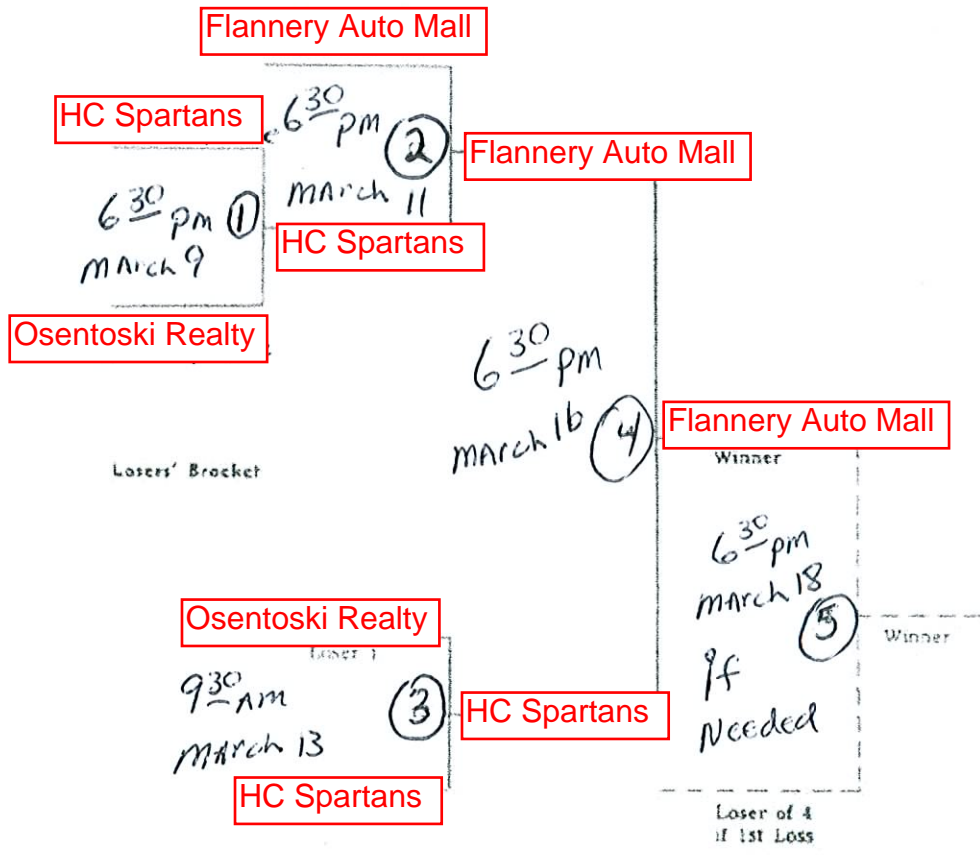 Flannery Auto Mall
HC Spartans
6 30 pm
②
Flannery Auto Mall
MArch 11
6 30 pm ①
HC Spartans
MArch 9
Osentoski Realty
6 30 pm
MArch 16 ④
Flannery Auto Mall
Winner
Losers' Bracket
6 30 pm
MArch 18
⑤
Winner
If
Needed
Osentoski Realty
Loser 1
9 30 AM
③
HC Spartans
MArch 13
HC Spartans
Loser of 4
if 1st Loss